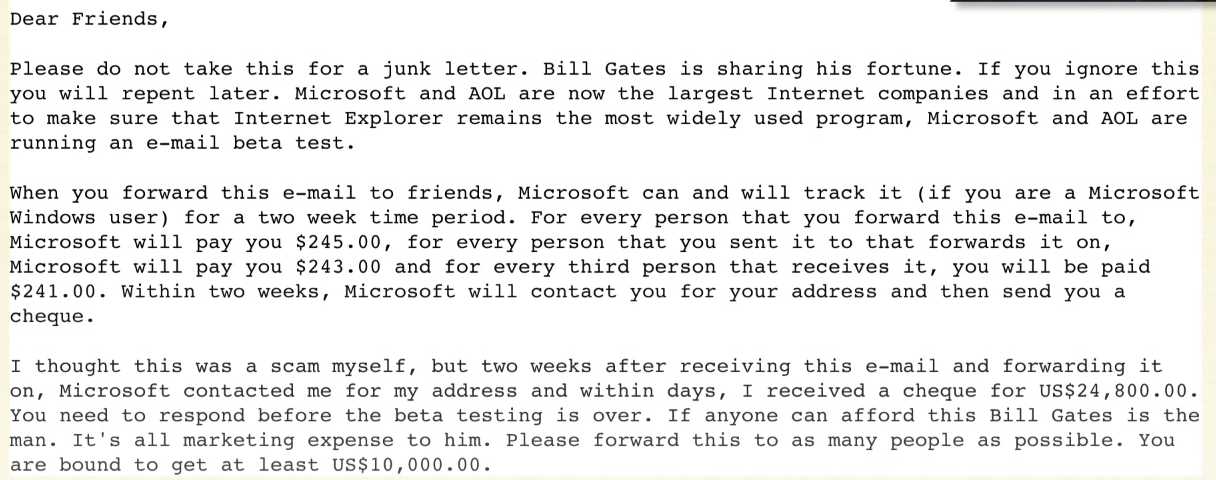 Dear Friends,
Please do not take this for a junk letter. Bill Gates is sharing his fortune. If you ignore this
you will repent later. Microsoft and AOL are now the largest Internet companies and in an effort
to make sure that Internet Explorer remains the most widely used program, Microsoft and AOL are
running an e-mail beta test.
When you forward this e-mail to friends, Microsoft can and will track it (if you are a Microsoft
Windows user) for a two week time period. For every person that you forward this e-mail to,
Microsoft will pay you $245.00, for every person that you sent it to that forwards it on,
Microsoft will pay you $243.00 and for every third person that receives it, you will be paid
$241.00. Within two weeks, Microsoft will contact you for your address and then send you a
cheque.
I thought this was a scam myself, but two weeks after receiving this e-mail and forwarding it
on, Microsoft contacted me for my address and within days, I received a cheque for US$24,800.00.
You need to respond before the beta testing is over. If anyone can afford this Bill Gates is the
man. It's all marketing expense to him. Please forward this to as many people as possible. You
are bound to get at least US$10,000.00.